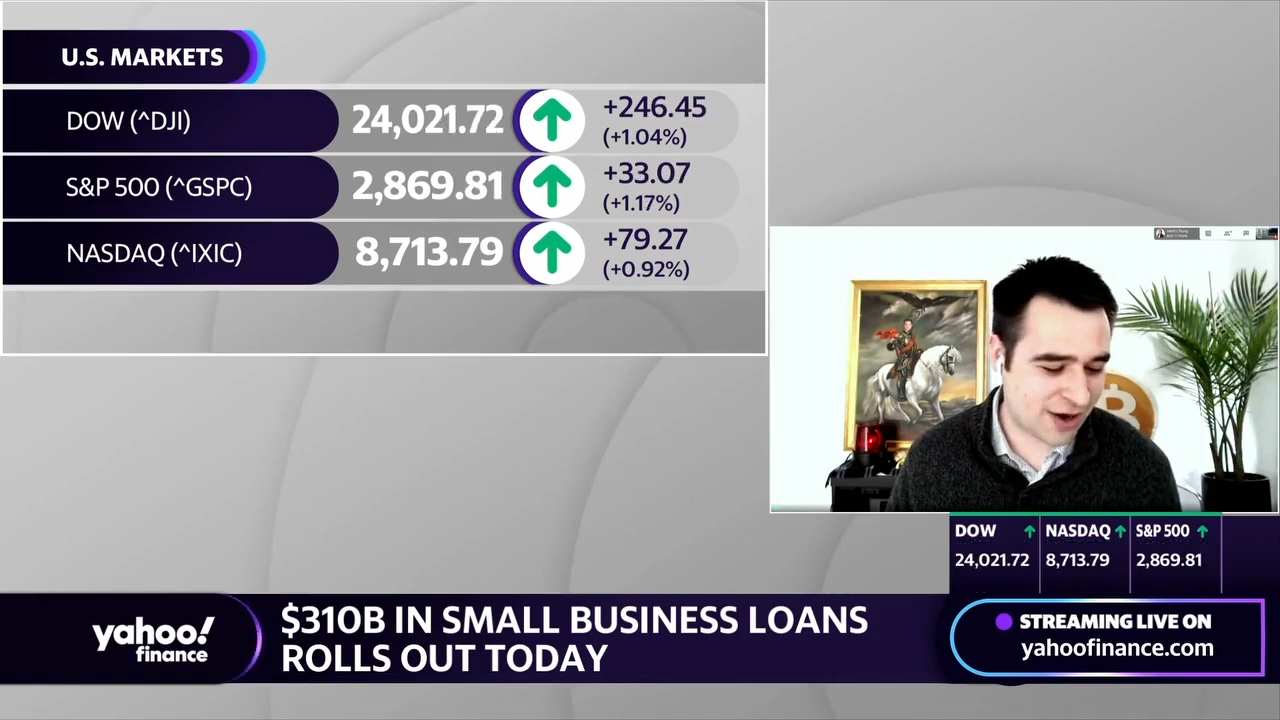 U.S. MARKETS
DOW (^DJI) 24,021.72 +246.45
(+1.04%)
S&P 500 (^GSPC) 2,869.81 +33.07
(+1.17%)
NASDAQ (^IXIC) 8,713.79 +79.27
(+0.92%)
DOW NASDAQ S&P 500
24,021.72 8,713.79 2,869.81
yahoo!
finance
$310B IN SMALL BUSINESS LOANS
ROLLS OUT TODAY
STREAMING LIVE ON
yahoofinance.com